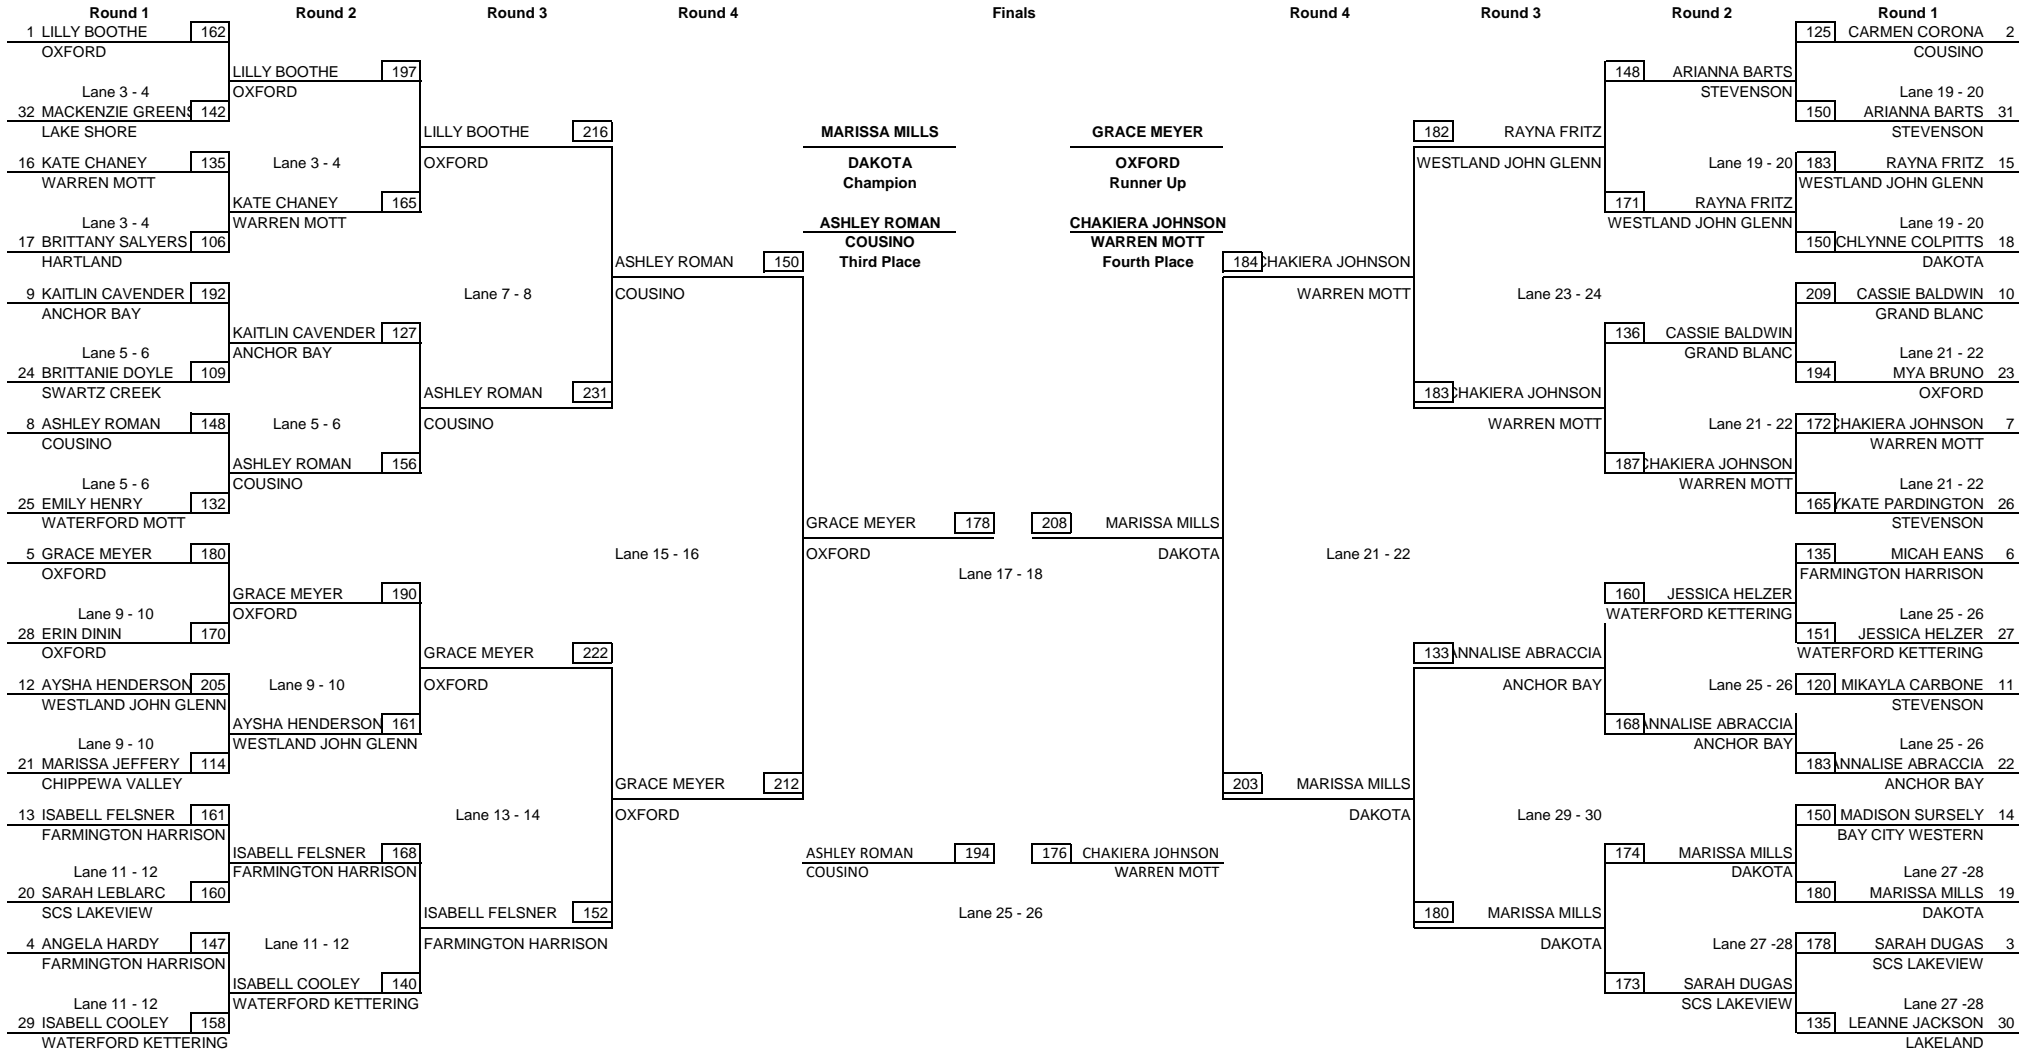 Round 1 Round 2 Round 3 Round 4 Finals Round 4 Round 3 Round 2 Round 1
1 LILLY BOOTHE 162
OXFORD
Lane 3 - 4
32 MACKENZIE GREENS 142
LAKE SHORE
16 KATE CHANEY 135
WARREN MOTT
Lane 3 - 4
17 BRITTANY SALYERS 106
HARTLAND
9 KAITLIN CAVENDER 192
ANCHOR BAY
Lane 5 - 6
24 BRITTANIE DOYLE 109
SWARTZ CREEK
8 ASHLEY ROMAN 148
COUSINO
Lane 5 - 6
25 EMILY HENRY 132
WATERFORD MOTT
5 GRACE MEYER 180
OXFORD
Lane 9 - 10
28 ERIN DININ 170
OXFORD
12 AYSHA HENDERSON 205
WESTLAND JOHN GLENN
Lane 9 - 10
21 MARISSA JEFFERY 114
CHIPPEWA VALLEY
13 ISABELL FELSNER 161
FARMINGTON HARRISON
Lane 11 - 12
20 SARAH LEBLARC 160
SCS LAKEVIEW
4 ANGELA HARDY 147
FARMINGTON HARRISON
Lane 11 - 12
29 ISABELL COOLEY 158
WATERFORD KETTERING
LILLY BOOTHE 197
OXFORD
Lane 3 - 4
KATE CHANEY 165
WARREN MOTT
KAITLIN CAVENDER 127
ANCHOR BAY
Lane 5 - 6
ASHLEY ROMAN 156
COUSINO
GRACE MEYER 190
OXFORD
Lane 9 - 10
AYSHA HENDERSON 161
WESTLAND JOHN GLENN
ISABELL FELSNER 168
FARMINGTON HARRISON
Lane 11 - 12
ISABELL COOLEY 140
WATERFORD KETTERING
LILLY BOOTHE 216
OXFORD
Lane 7 - 8
ASHLEY ROMAN 231
COUSINO
GRACE MEYER 222
OXFORD
Lane 13 - 14
ISABELL FELSNER 152
FARMINGTON HARRISON
ASHLEY ROMAN 150
COUSINO
Lane 15 - 16
GRACE MEYER 212
OXFORD
MARISSA MILLS
DAKOTA
Champion
GRACE MEYER
OXFORD
Runner Up
ASHLEY ROMAN
COUSINO
Third Place
CHAKIERA JOHNSON
WARREN MOTT
Fourth Place
GRACE MEYER 178
OXFORD
208 MARISSA MILLS
DAKOTA
Lane 17 - 18
ASHLEY ROMAN 194
COUSINO
176 CHAKIERA JOHNSON
WARREN MOTT
Lane 25 - 26
184 CHAKIERA JOHNSON
WARREN MOTT
Lane 21 - 22
203 MARISSA MILLS
DAKOTA
182 RAYNA FRITZ
WESTLAND JOHN GLENN
Lane 23 - 24
183 CHAKIERA JOHNSON
WARREN MOTT
133 ANNALISE ABRACCIA
ANCHOR BAY
Lane 29 - 30
180 MARISSA MILLS
DAKOTA
148 ARIANNA BARTS
STEVENSON
Lane 19 - 20
171 RAYNA FRITZ
WESTLAND JOHN GLENN
136 CASSIE BALDWIN
GRAND BLANC
Lane 21 - 22
187 CHAKIERA JOHNSON
WARREN MOTT
160 JESSICA HELZER
WATERFORD KETTERING
Lane 25 - 26
168 ANNALISE ABRACCIA
ANCHOR BAY
174 MARISSA MILLS
DAKOTA
Lane 27 -28
173 SARAH DUGAS
SCS LAKEVIEW
125 CARMEN CORONA 2
COUSINO
Lane 19 - 20
150 ARIANNA BARTS 31
STEVENSON
183 RAYNA FRITZ 15
WESTLAND JOHN GLENN
Lane 19 - 20
150 CHLYNNE COLPITTS 18
DAKOTA
209 CASSIE BALDWIN 10
GRAND BLANC
Lane 21 - 22
194 MYA BRUNO 23
OXFORD
172 CHAKIERA JOHNSON 7
WARREN MOTT
Lane 21 - 22
165 YKATE PARDINGTON 26
STEVENSON
135 MICAH EANS 6
FARMINGTON HARRISON
Lane 25 - 26
151 JESSICA HELZER 27
WATERFORD KETTERING
120 MIKAYLA CARBONE 11
STEVENSON
Lane 25 - 26
183 ANNALISE ABRACCIA 22
ANCHOR BAY
150 MADISON SURSELY 14
BAY CITY WESTERN
Lane 27 -28
180 MARISSA MILLS 19
DAKOTA
178 SARAH DUGAS 3
SCS LAKEVIEW
Lane 27 -28
135 LEANNE JACKSON 30
LAKELAND